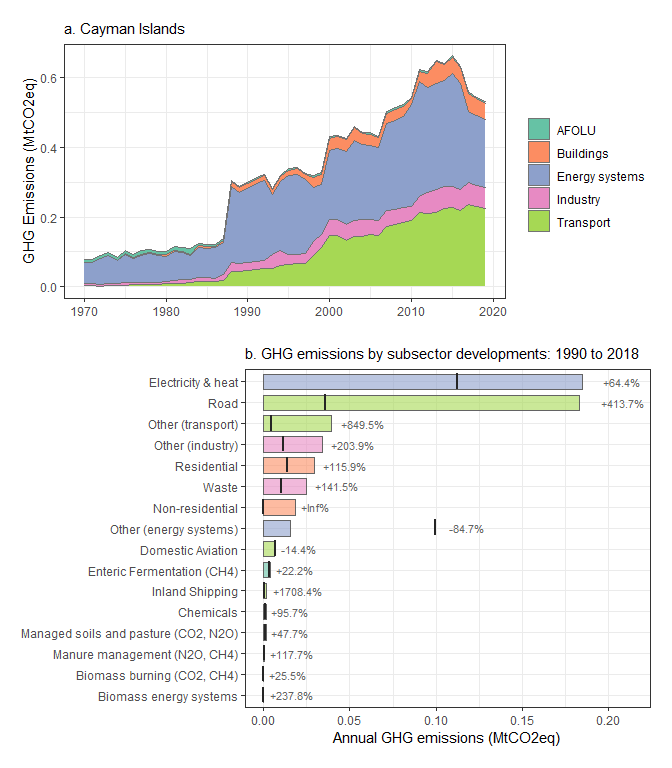 a. Cayman Islands
GHG Emissions (MtCO2eq)
0.6
0.4
0.2
0.0
1970
1980
1990
2000
2010
2020
AFOLU
Buildings
Energy systems
Industry
Transport
b. GHG emissions by subsector developments: 1990 to 2018
Electricity & heat +64.4%
Road +413.7%
Other (transport) +849.5%
Other (industry) +203.9%
Residential +115.9%
Waste +141.5%
Non-residential +Inf%
Other (energy systems) -84.7%
Domestic Aviation -14.4%
Enteric Fermentation (CH4) +22.2%
Inland Shipping +1708.4%
Chemicals +95.7%
Managed soils and pasture (CO2, N2O) +47.7%
Manure management (N2O, CH4) +117.7%
Biomass burning (CO2, CH4) +25.5%
Biomass energy systems +237.8%
0.00
0.05
0.10
0.15
0.20
Annual GHG emissions (MtCO2eq)